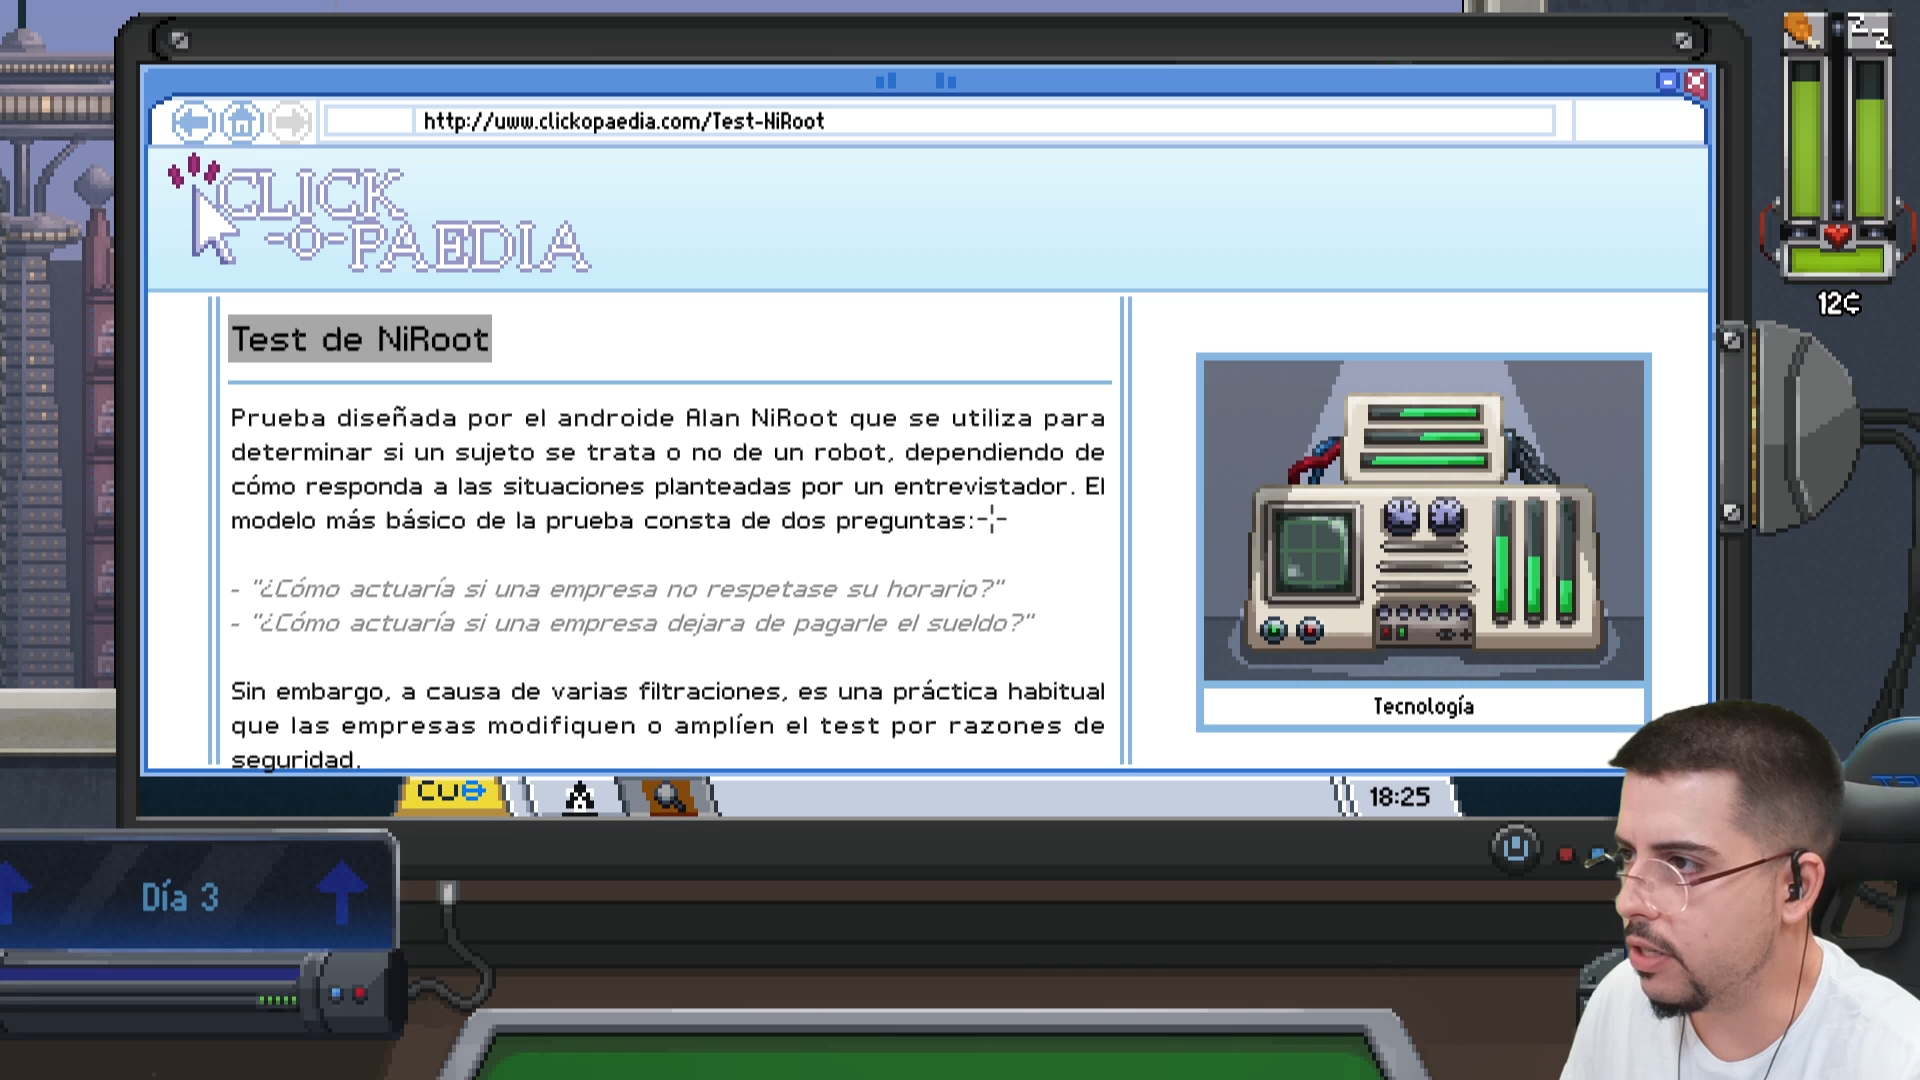 http://uww.clickopaedia.com/Test-NiRoot
CLICK
-O-PAEDIA
Test de NiRoot
Prueba diseñada por el androide Alan NiRoot que se utiliza para
determinar si un sujeto se trata o no de un robot, dependiendo de
cómo responda a las situaciones planteadas por un entrevistador. El
modelo más básico de la prueba consta de dos preguntas:
- "¿Cómo actuaría si una empresa no respetase su horario?"
- "¿Cómo actuaría si una empresa dejara de pagarle el sueldo?"
Sin embargo, a causa de varias filtraciones, es una práctica habitual
que las empresas modifiquen o amplíen el test por razones de
seguridad.
Tecnología
12¢
18:25
Día 3